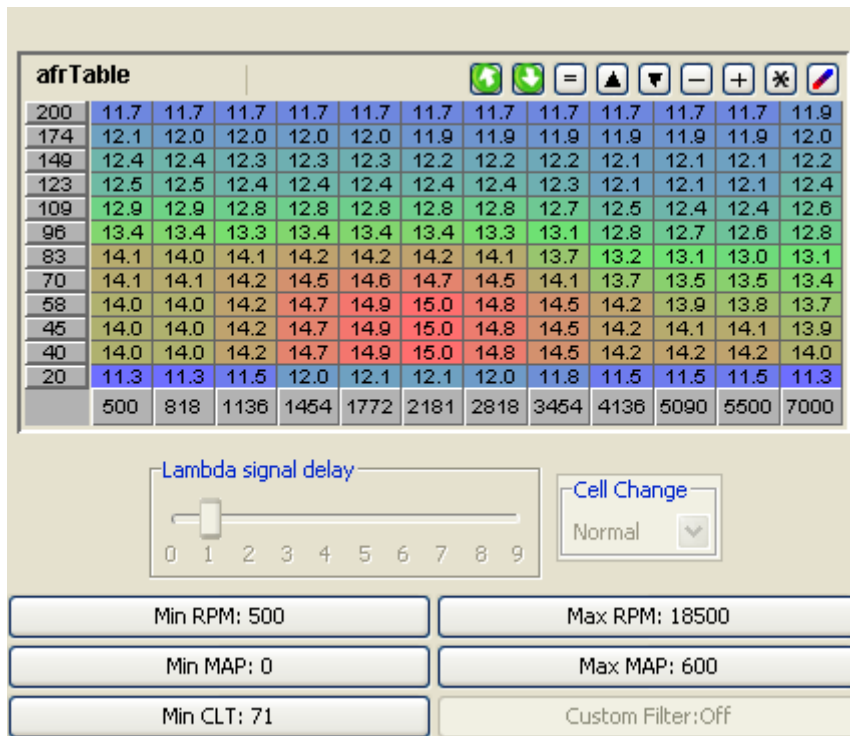 afrTable
200 11.7 11.7 11.7 11.7 11.7 11.7 11.7 11.7 11.7 11.7 11.7 11.9
174 12.1 12.0 12.0 12.0 12.0 11.9 11.9 11.9 11.9 11.9 11.9 12.0
149 12.4 12.4 12.3 12.3 12.3 12.2 12.2 12.2 12.1 12.1 12.1 12.2
123 12.5 12.5 12.4 12.4 12.4 12.4 12.4 12.3 12.1 12.1 12.1 12.4
109 12.9 12.9 12.8 12.8 12.8 12.8 12.8 12.7 12.5 12.4 12.4 12.6
96 13.4 13.4 13.3 13.4 13.4 13.4 13.3 13.1 12.8 12.7 12.6 12.8
83 14.1 14.0 14.1 14.2 14.2 14.2 14.1 13.7 13.2 13.1 13.0 13.1
70 14.1 14.1 14.2 14.5 14.6 14.7 14.5 14.1 13.7 13.5 13.5 13.4
58 14.0 14.0 14.2 14.7 14.9 15.0 14.8 14.5 14.2 13.9 13.8 13.7
45 14.0 14.0 14.2 14.7 14.9 15.0 14.8 14.5 14.2 14.1 14.1 13.9
40 14.0 14.0 14.2 14.7 14.9 15.0 14.8 14.5 14.2 14.2 14.2 14.0
20 11.3 11.3 11.5 12.0 12.1 12.1 12.0 11.8 11.5 11.5 11.5 11.3
500 818 1136 1454 1772 2181 2818 3454 4136 5090 5500 7000
Lambda signal delay
0 1 2 3 4 5 6 7 8 9
Cell Change
Normal
Min RPM: 500
Max RPM: 18500
Min MAP: 0
Max MAP: 600
Min CLT: 71
Custom Filter:Off